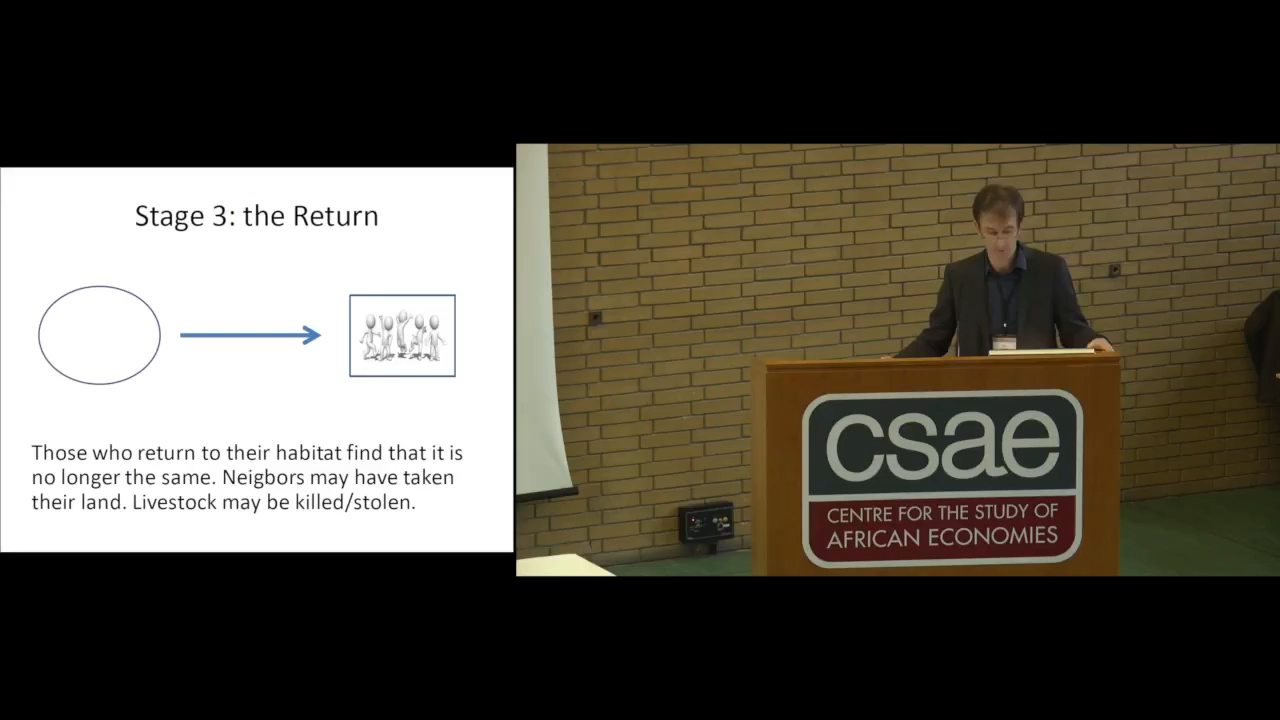 Stage 3: the Return
Those who return to their habitat find that it is
no longer the same. Neigbors may have taken
their land. Livestock may be killed/stolen.
csae
CENTRE FOR THE STUDY OF
AFRICAN ECONOMIES